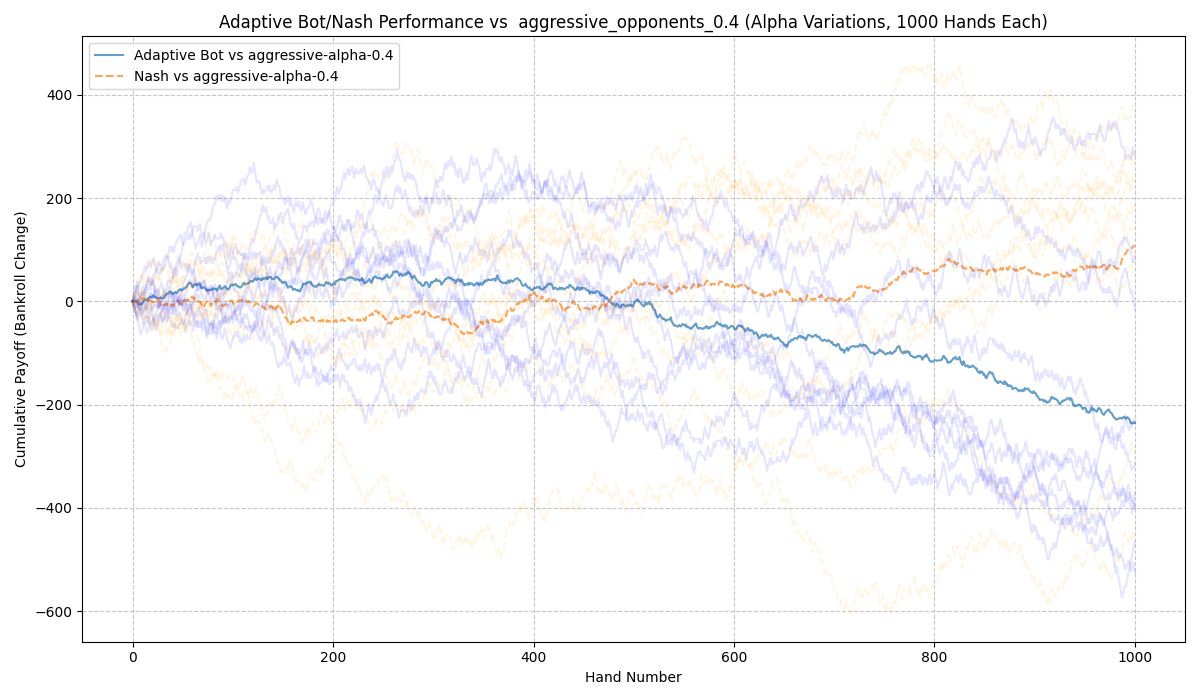 Adaptive Bot/Nash Performance vs  aggressive_opponents_0.4 (Alpha Variations, 1000 Hands Each)
Adaptive Bot vs aggressive-alpha-0.4
Nash vs aggressive-alpha-0.4
Cumulative Payoff (Bankroll Change)
400
200
0
−200
−400
−600
0
200
400
600
800
1000
Hand Number